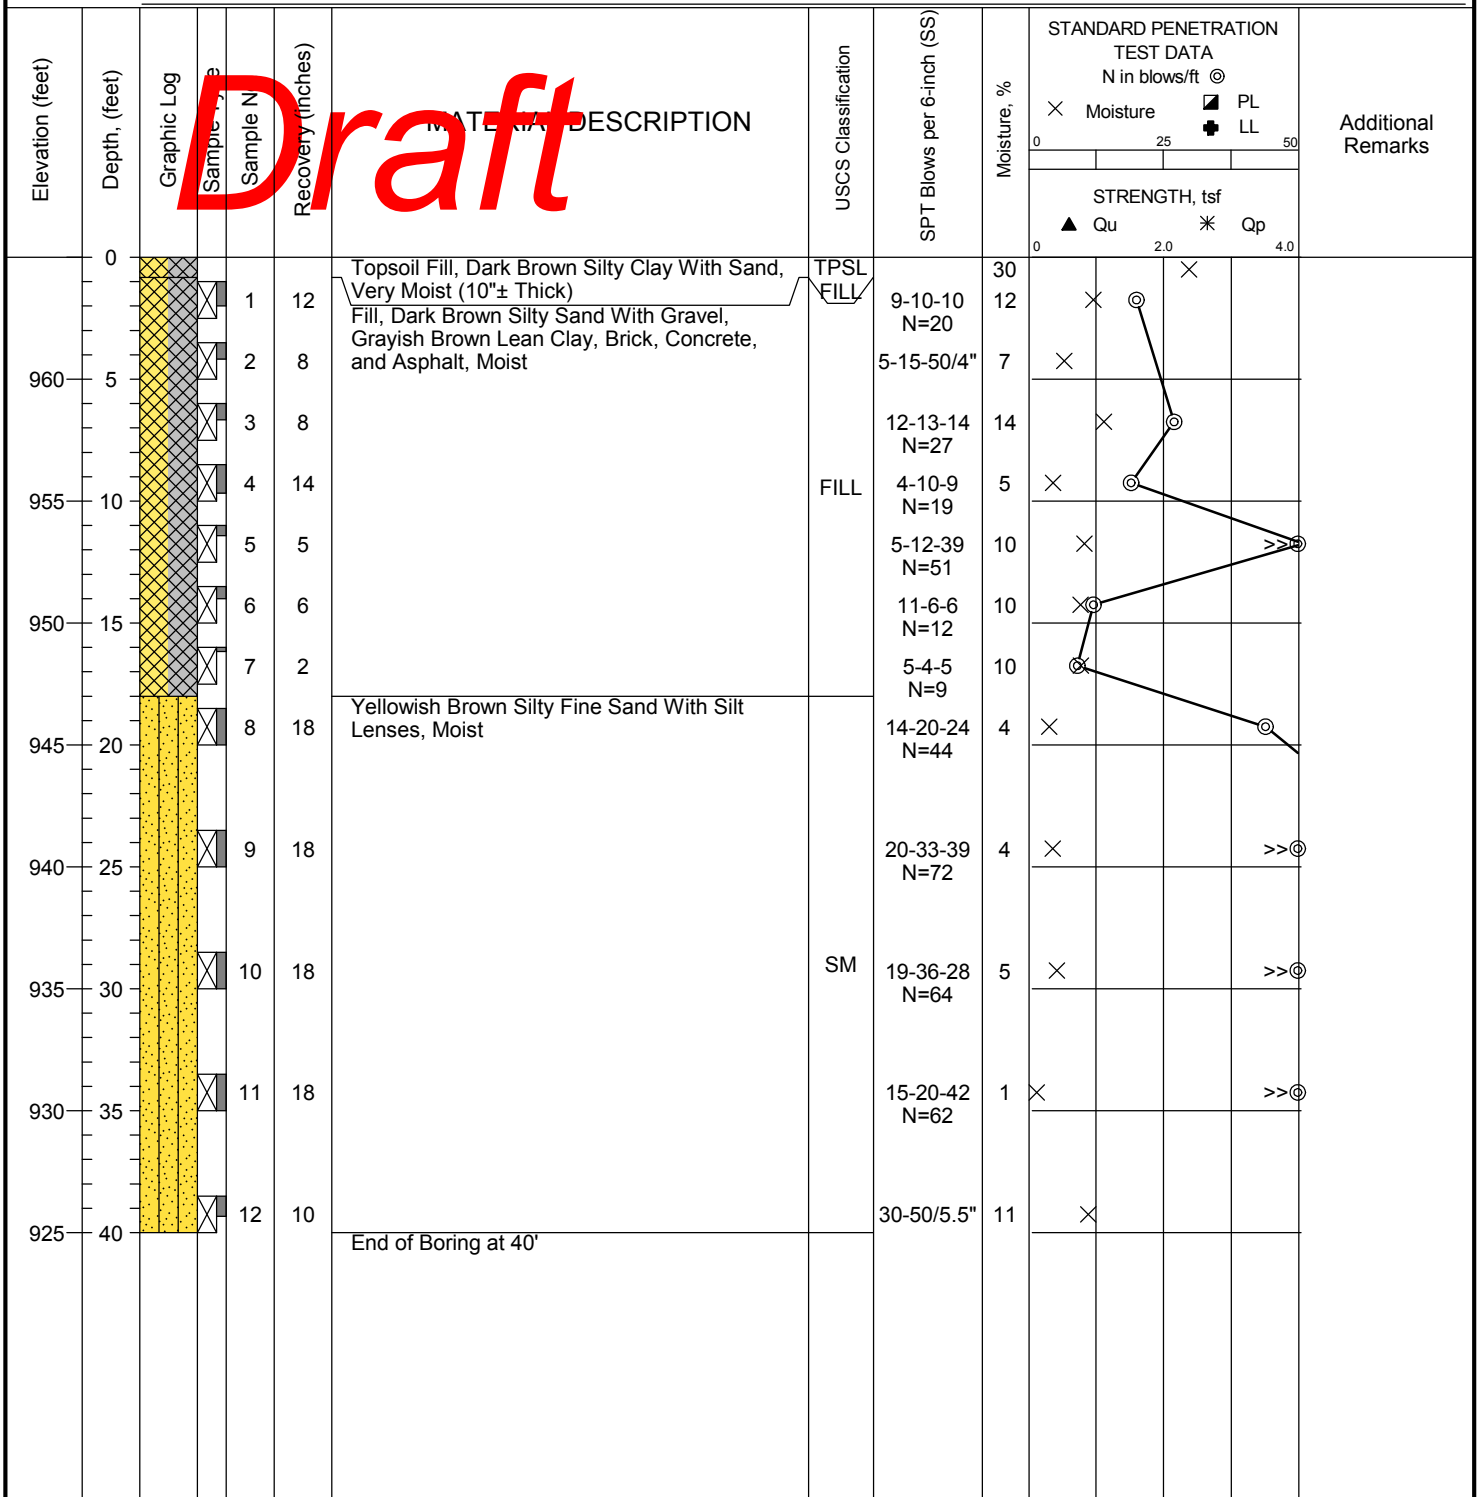 Elevation (feet)
Depth, (feet)
Graphic Log
Sample Type
Sample N
Recovery (inches)
MATERIAL DESCRIPTION
Draft
USCS Classification
SPT Blows per 6-inch (SS)
Moisture, %
STANDARD PENETRATION
TEST DATA
N in blows/ft
Moisture
PL
LL
0 25 50
STRENGTH, tsf
Qu Qp
0 2.0 4.0
Additional
Remarks
0
Topsoil Fill, Dark Brown Silty Clay With Sand,
Very Moist (10"± Thick)
TPSL
FILL
30
1 12 9-10-10 12
N=20
Fill, Dark Brown Silty Sand With Gravel,
Grayish Brown Lean Clay, Brick, Concrete,
and Asphalt, Moist
2 8 5-15-50/4" 7
960 5
3 8 12-13-14 14
N=27
4 14 FILL 4-10-9 5
955 10 N=19
5 5 5-12-39 10 >>
N=51
6 6 11-6-6 10
950 15 N=12
7 2 5-4-5 10
N=9
Yellowish Brown Silty Fine Sand With Silt
Lenses, Moist
8 18 14-20-24 4
945 20 N=44
9 18 20-33-39 4 >>
940 25 N=72
10 18 SM 19-36-28 5 >>
935 30 N=64
11 18 15-20-42 1 >>
930 35 N=62
12 10 30-50/5.5" 11
925 40
End of Boring at 40'